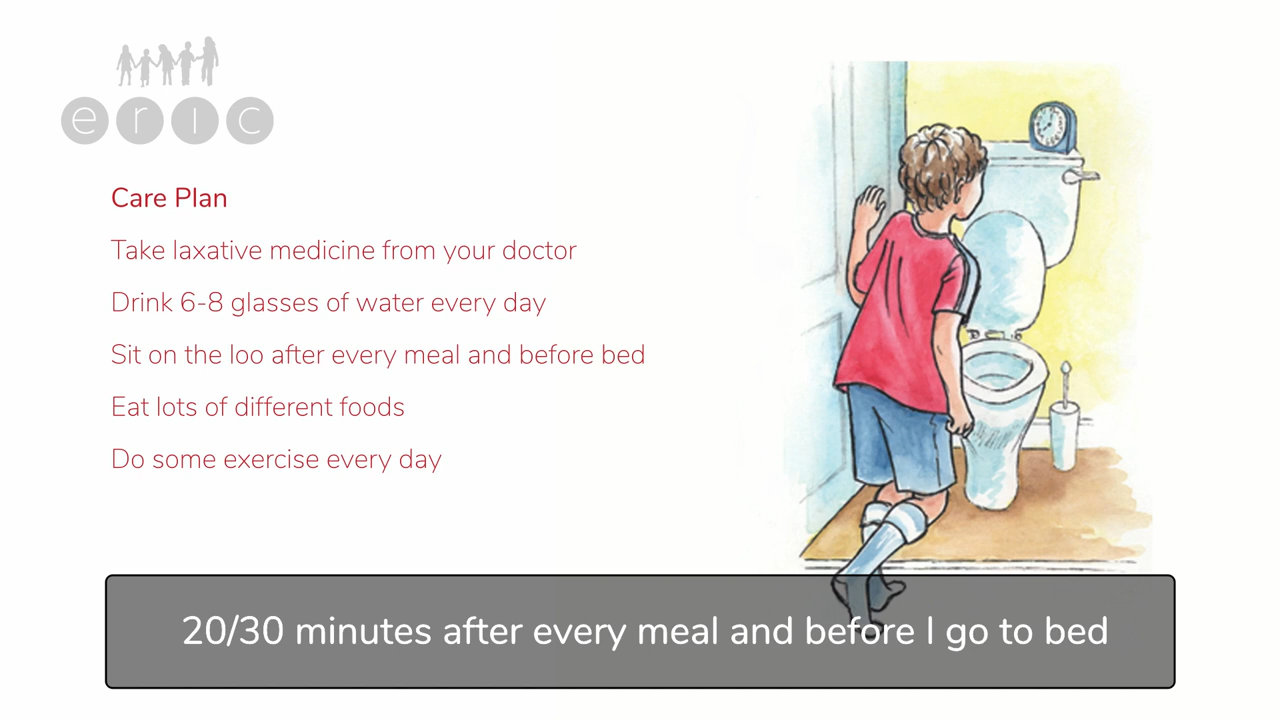 eric
Care Plan
Take laxative medicine from your doctor
Drink 6-8 glasses of water every day
Sit on the loo after every meal and before bed
Eat lots of different foods
Do some exercise every day
20/30 minutes after every meal and before I go to bed